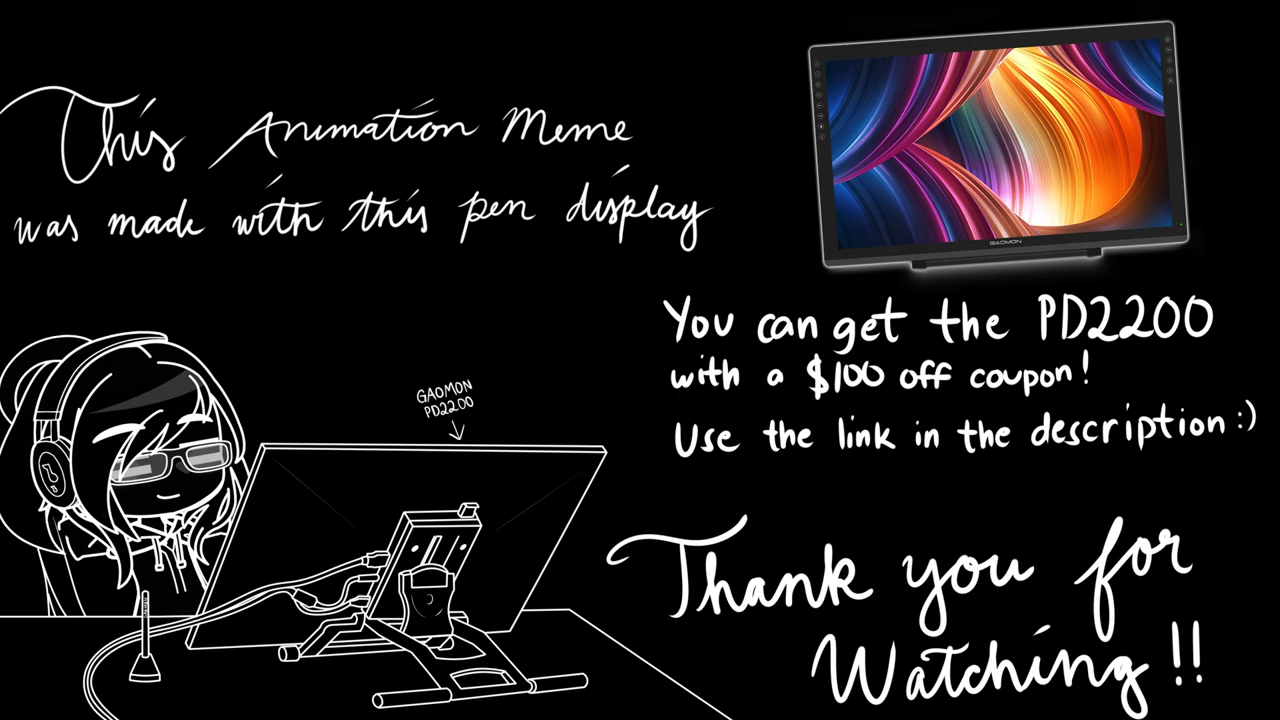 This Animation Meme
was made with this pen display
GAOMON
You can get the PD2200
with a $100 off coupon!
Use the link in the description :)
GAOMON
PD2200
Thank you for
Watching!!